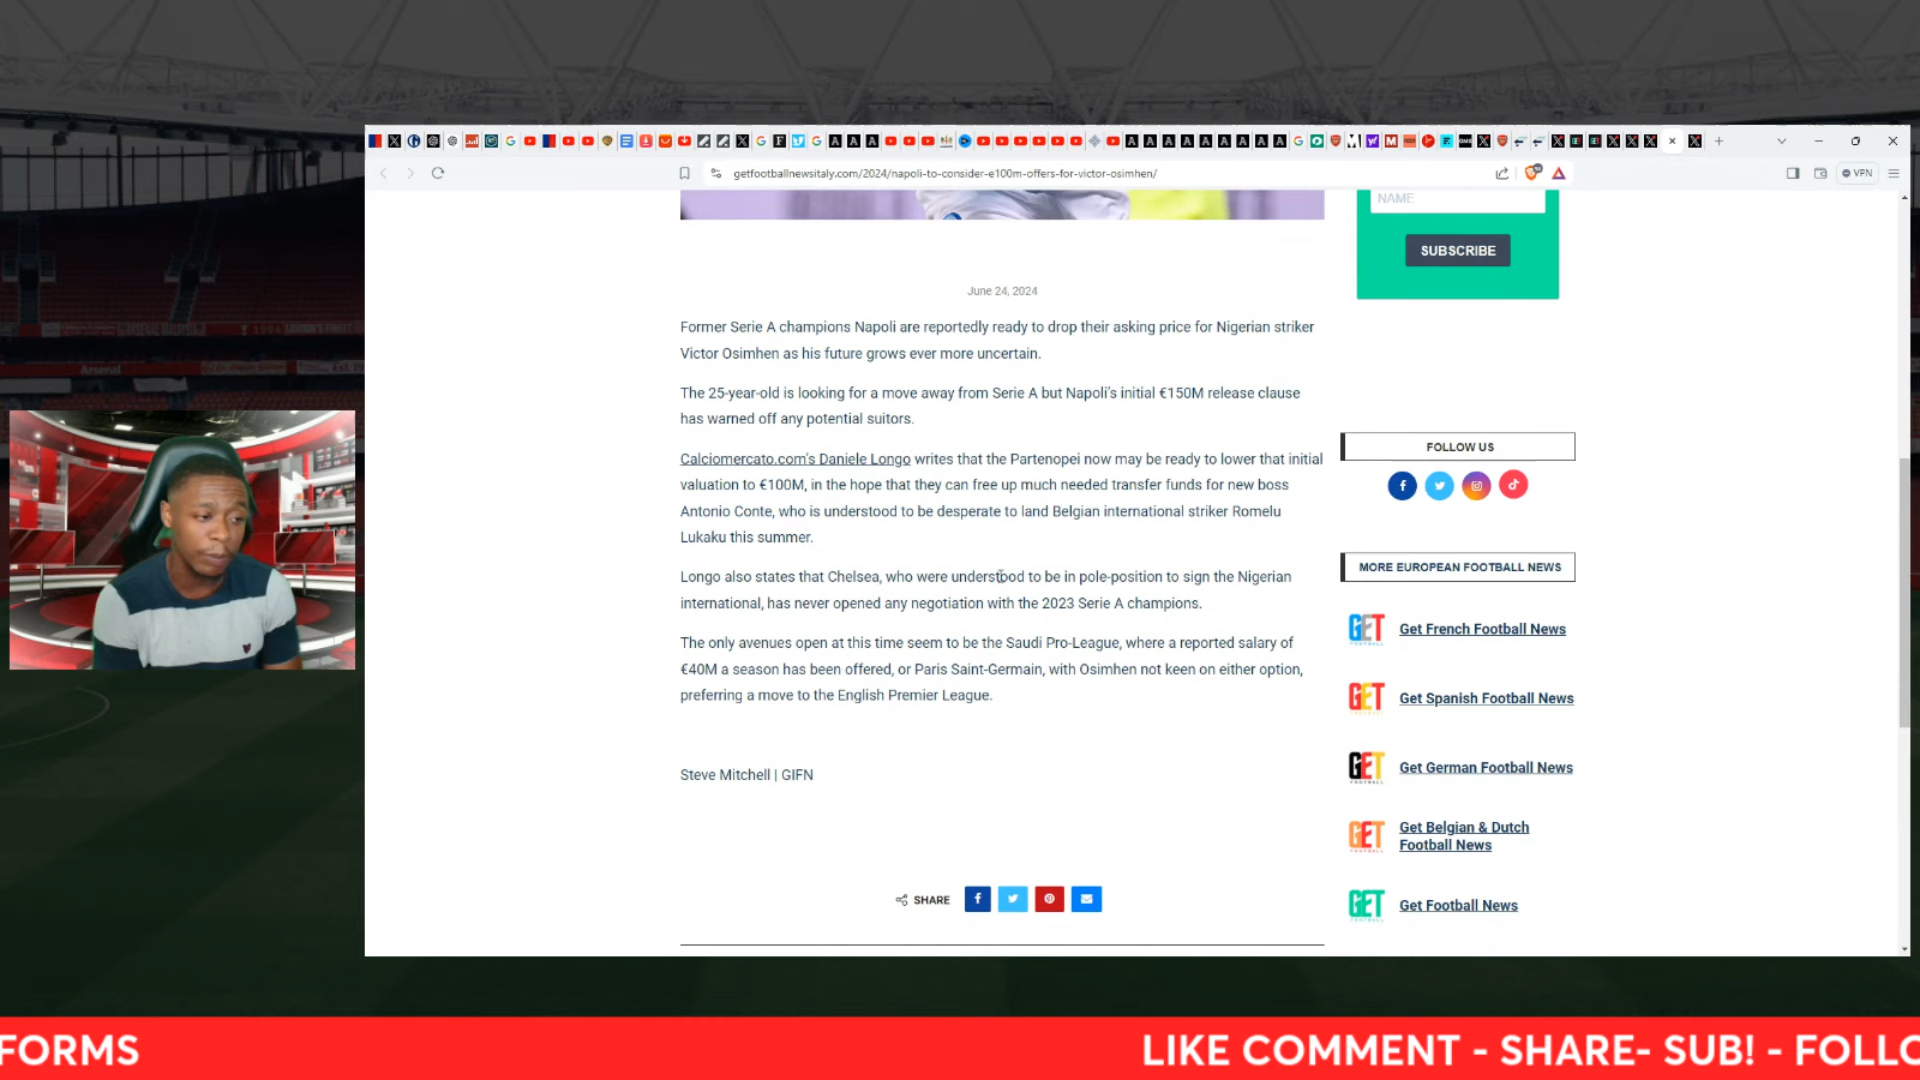 getfootballnewsitaly.com/2024/napoli-to-consider-e100m-offers-for-victor-osimhen/
VPN
NAME
SUBSCRIBE
June 24, 2024
Former Serie A champions Napoli are reportedly ready to drop their asking price for Nigerian striker
Victor Osimhen as his future grows ever more uncertain.
The 25-year-old is looking for a move away from Serie A but Napoli's initial €150M release clause
has warned off any potential suitors.
Calciomercato.com's Daniele Longo writes that the Partenopei now may be ready to lower that initial
valuation to €100M, in the hope that they can free up much needed transfer funds for new boss
Antonio Conte, who is understood to be desperate to land Belgian international striker Romelu
Lukaku this summer.
Longo also states that Chelsea, who were understood to be in pole-position to sign the Nigerian
international, has never opened any negotiation with the 2023 Serie A champions.
The only avenues open at this time seem to be the Saudi Pro-League, where a reported salary of
€40M a season has been offered, or Paris Saint-Germain, with Osimhen not keen on either option,
preferring a move to the English Premier League.
Steve Mitchell | GIFN
SHARE
FOLLOW US
MORE EUROPEAN FOOTBALL NEWS
GET
Get French Football News
GET
Get Spanish Football News
GET
Get German Football News
GET
Get Belgian & Dutch
Football News
GET
Get Football News
Arsenal
FORMS
LIKE COMMENT - SHARE- SUB! - FOLLO